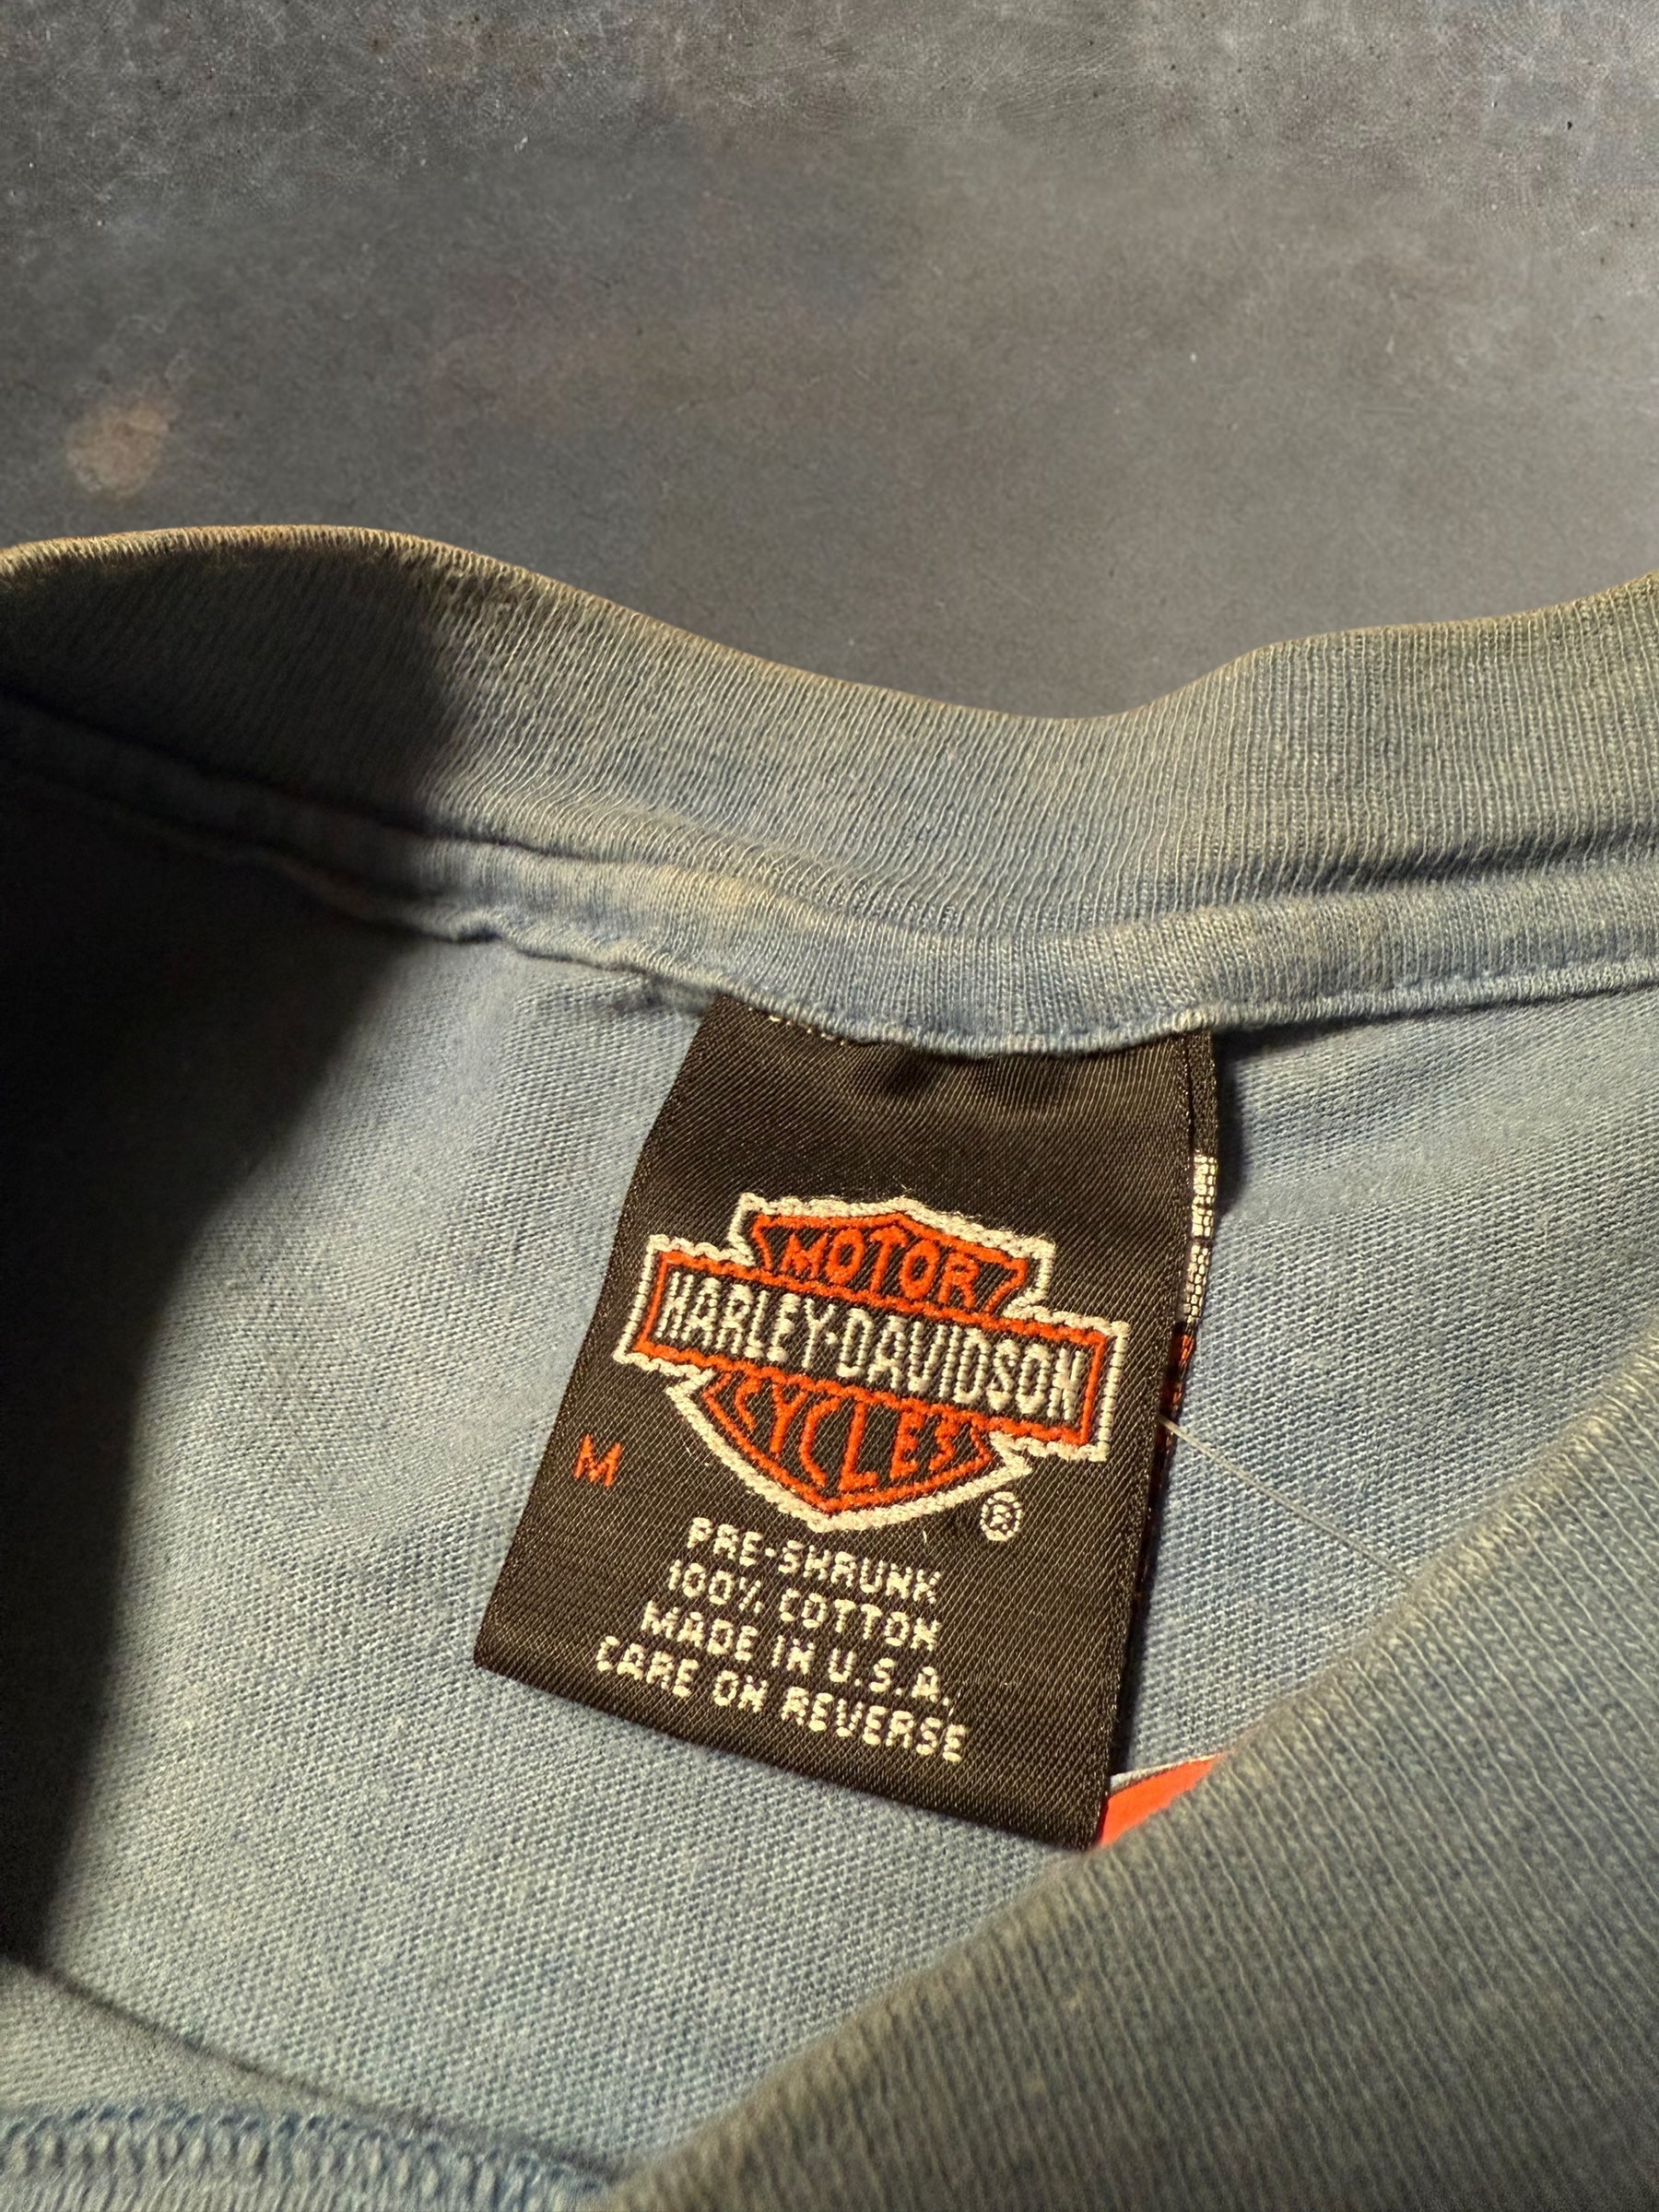 MOTOR
HARLEY-DAVIDSON
CYCLES
®
M
PRE-SHRUNK
100% COTTON
MADE IN U.S.A.
CARE ON REVERSE